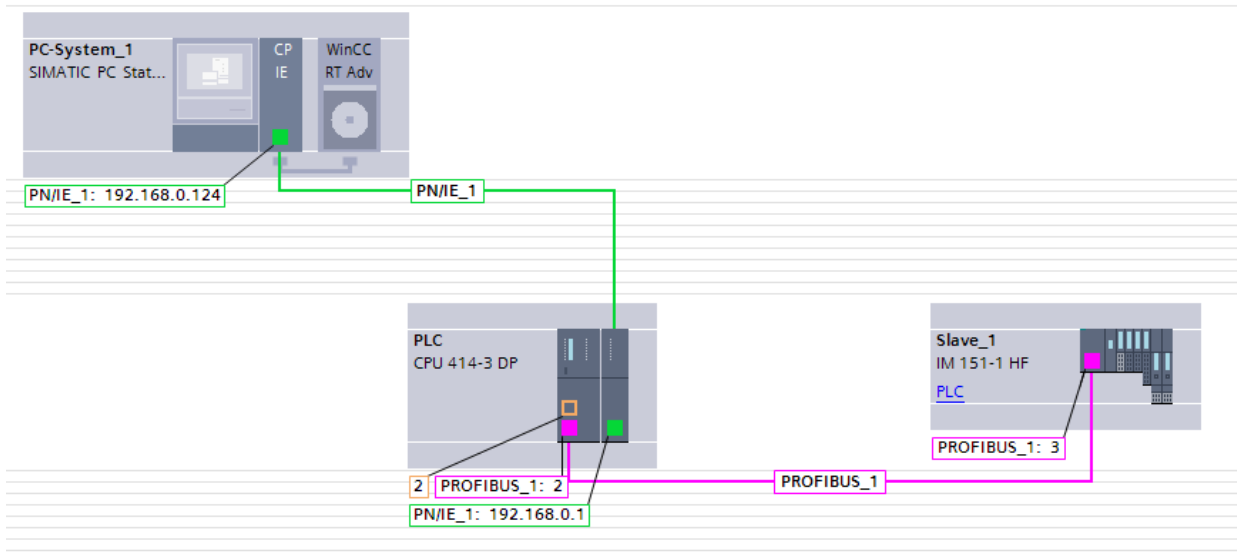 PC-System_1
SIMATIC PC Stat...
CP
IE
WinCC
RT Adv
PN/IE_1: 192.168.0.124
PN/IE_1
PLC
CPU 414-3 DP
Slave_1
IM 151-1 HF
PLC
PROFIBUS_1: 3
2
PROFIBUS_1: 2
PROFIBUS_1
PN/IE_1: 192.168.0.1